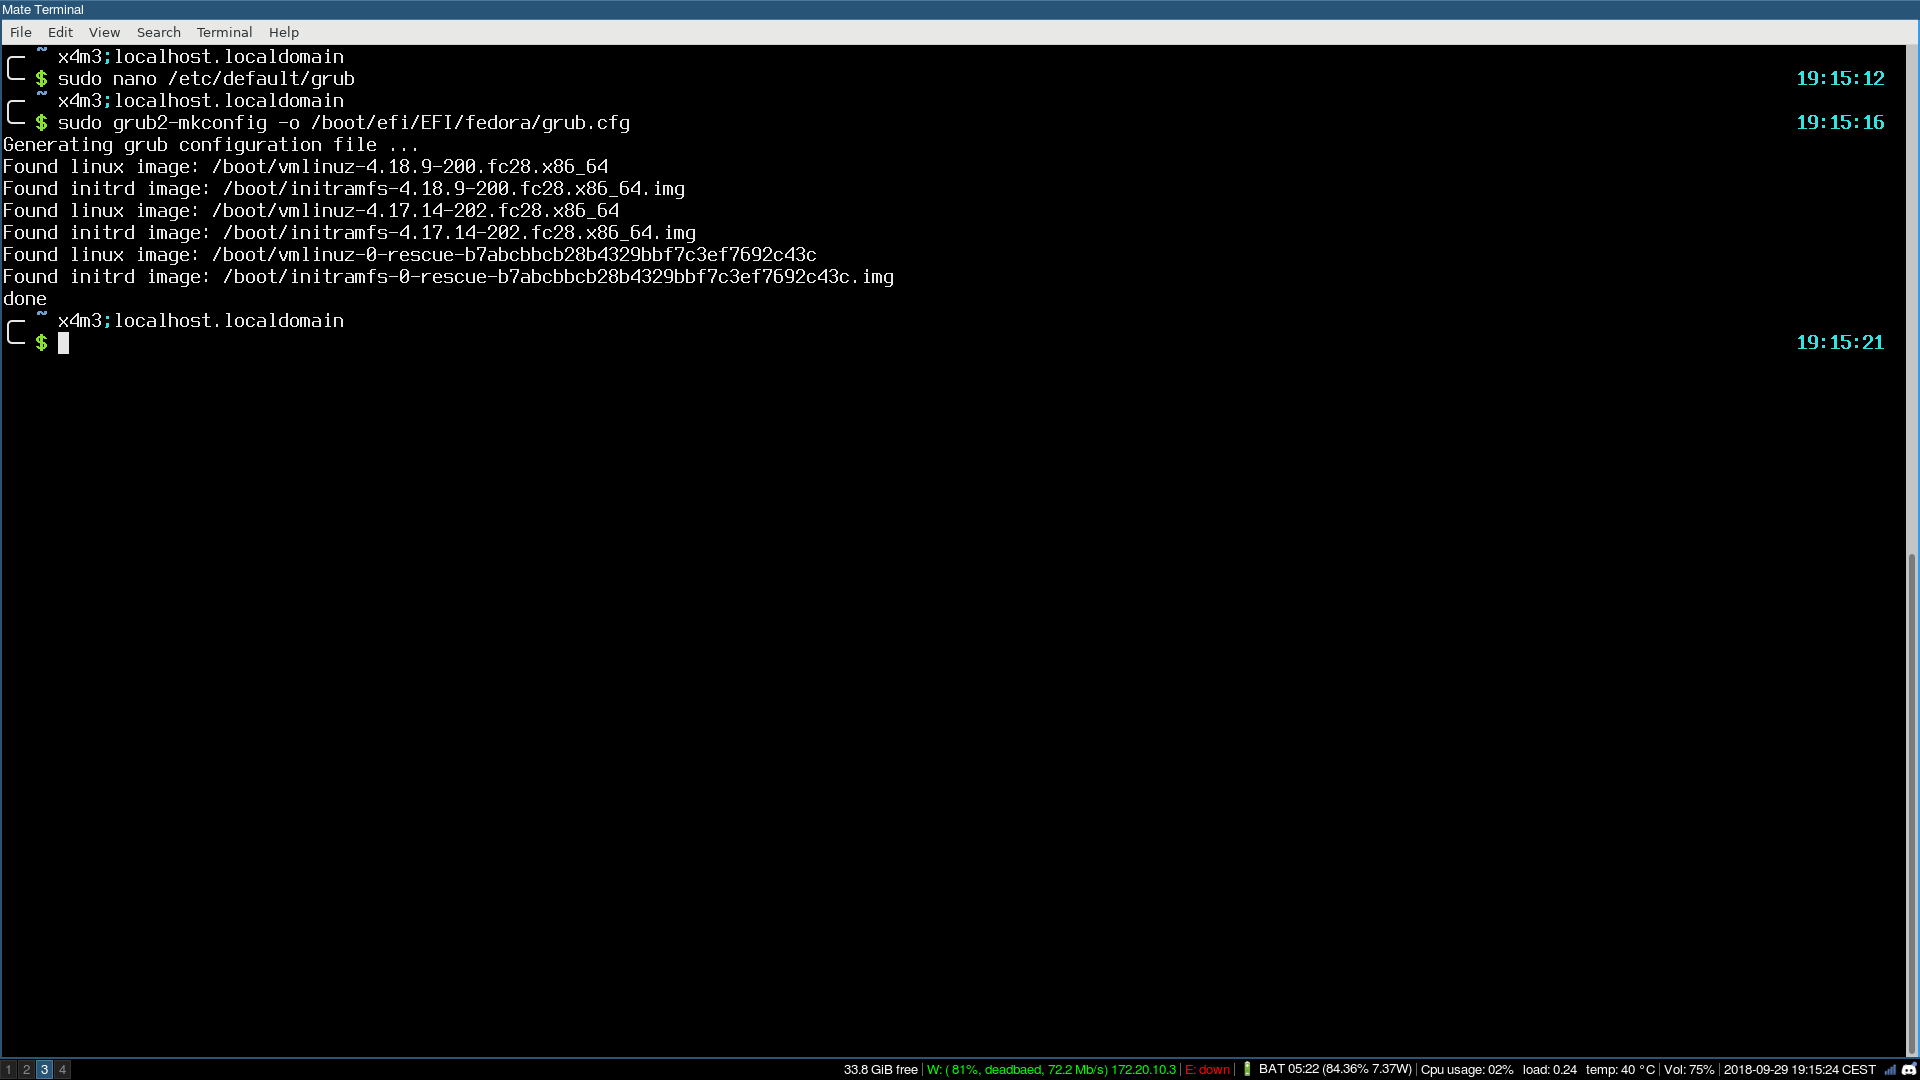 Mate Terminal
File Edit View Search Terminal Help
~ x4m3;localhost.localdomain
$ sudo nano /etc/default/grub 19:15:12
~ x4m3;localhost.localdomain
$ sudo grub2-mkconfig -o /boot/efi/EFI/fedora/grub.cfg 19:15:16
Generating grub configuration file ...
Found linux image: /boot/vmlinuz-4.18.9-200.fc28.x86_64
Found initrd image: /boot/initramfs-4.18.9-200.fc28.x86_64.img
Found linux image: /boot/vmlinuz-4.17.14-202.fc28.x86_64
Found initrd image: /boot/initramfs-4.17.14-202.fc28.x86_64.img
Found linux image: /boot/vmlinuz-0-rescue-b7abcbbcb28b4329bbf7c3ef7692c43c
Found initrd image: /boot/initramfs-0-rescue-b7abcbbcb28b4329bbf7c3ef7692c43c.img
done
~ x4m3;localhost.localdomain
$ 19:15:21
1 2 3 4 33.8 GiB free | W: ( 81%, deadbaed, 72.2 Mb/s) 172.20.10.3 | E: down | BAT 05:22 (84.36% 7.37W) | Cpu usage: 02% load: 0.24 temp: 40 °C | Vol: 75% | 2018-09-29 19:15:24 CEST